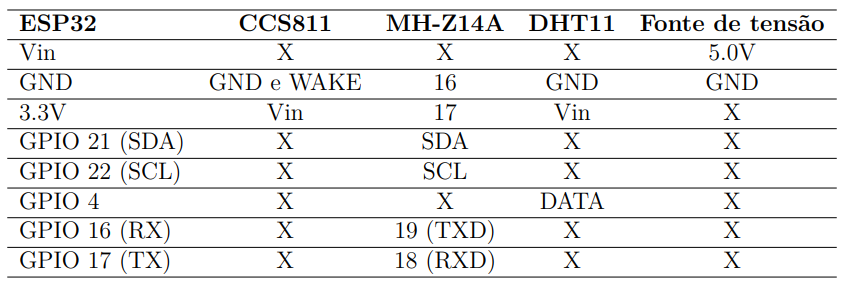 ESP32 CCS811 MH-Z14A DHT11 Fonte de tensão
Vin X X X 5.0V
GND GND e WAKE 16 GND GND
3.3V Vin 17 Vin X
GPIO 21 (SDA) X SDA X X
GPIO 22 (SCL) X SCL X X
GPIO 4 X X DATA X
GPIO 16 (RX) X 19 (TXD) X X
GPIO 17 (TX) X 18 (RXD) X X